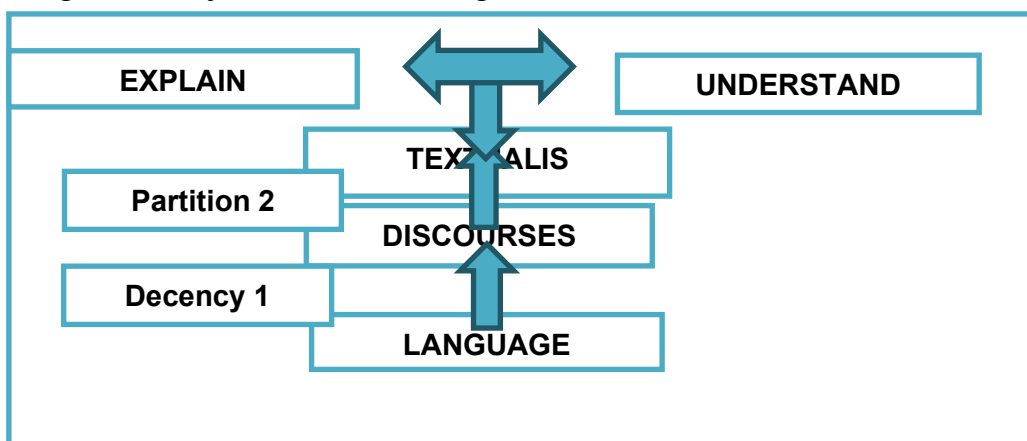 EXPLAIN
UNDERSTAND
Partition 2
DISCOURSES
Decency 1
LANGUAGE